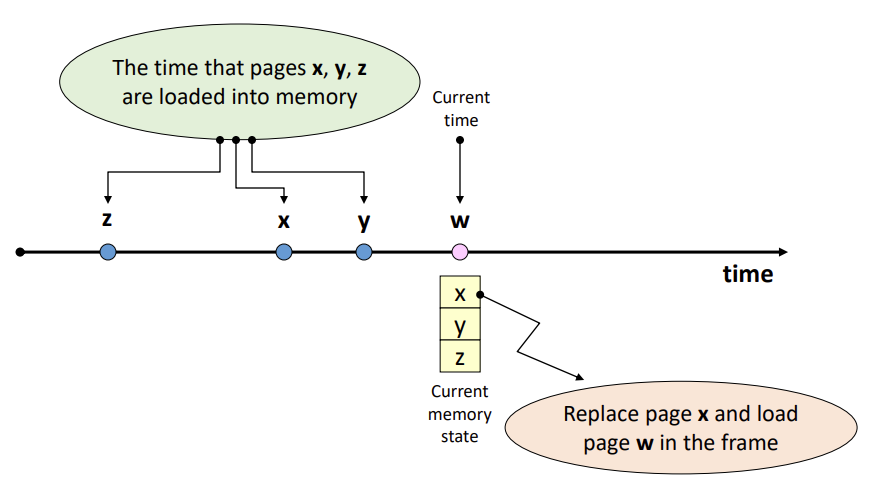 The time that pages x, y, z
are loaded into memory
Current
time
z
x
y
w
time
x
y
z
Current
memory
state
Replace page x and load
page w in the frame